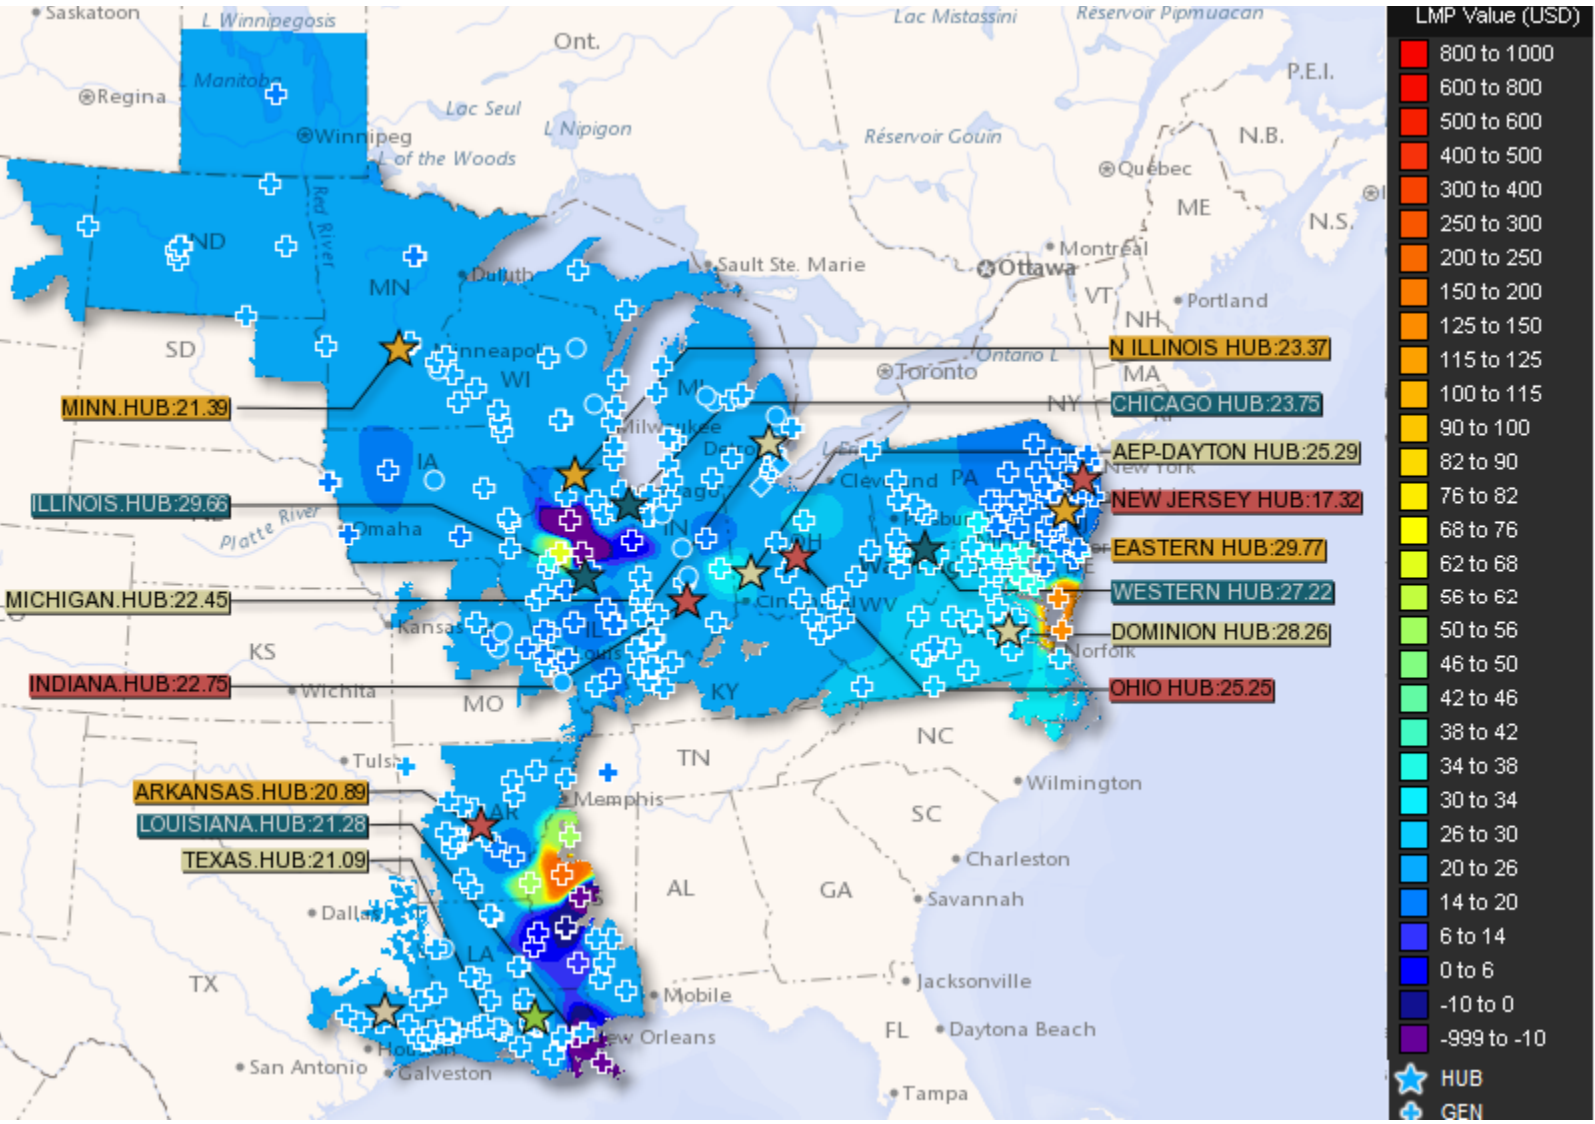 Saskatoon
L Winnipegosis
Lac Mistassini
Réservoir Pipmuacan
LMP Value (USD)
Ont.
800 to 1000
P.E.I.
L Manitoba
600 to 800
Regina
Lac Seul
500 to 600
Winnipeg
L Nipigon
Réservoir Gouin
N.B.
L of the Woods
400 to 500
Québec
300 to 400
Red River
ME
N.S.
250 to 300
ND
Montréal
200 to 250
Duluth
Sault Ste. Marie
Ottawa
MN
VT
Portland
150 to 200
NH
125 to 150
SD
N ILLINOIS HUB:23.37
Ontario L
115 to 125
WI
Toronto
MA
MI
100 to 115
MINN.HUB:21.39
CHICAGO HUB:23.75
NY
Milwaukee
90 to 100
AEP-DAYTON HUB:25.29
IA
82 to 90
New York
PA
Cleveland
ILLINOIS.HUB:29.66
NEW JERSEY HUB:17.32
76 to 82
Platte River
Omaha
IN
68 to 76
OH
EASTERN HUB:29.77
62 to 68
MICHIGAN.HUB:22.45
WESTERN HUB:27.22
56 to 62
WV
KS
IL
DOMINION HUB:28.26
50 to 56
Norfolk
46 to 50
INDIANA.HUB:22.75
Wichita
KY
OHIO HUB:25.25
MO
42 to 46
NC
38 to 42
TN
34 to 38
ARKANSAS.HUB:20.89
Memphis
Wilmington
30 to 34
LOUISIANA.HUB:21.28
AR
SC
26 to 30
TEXAS.HUB:21.09
Charleston
20 to 26
AL
GA
Savannah
14 to 20
LA
6 to 14
TX
Jacksonville
0 to 6
Mobile
-10 to 0
FL
Daytona Beach
-999 to -10
Houston
San Antonio
Galveston
HUB
Tampa
GEN